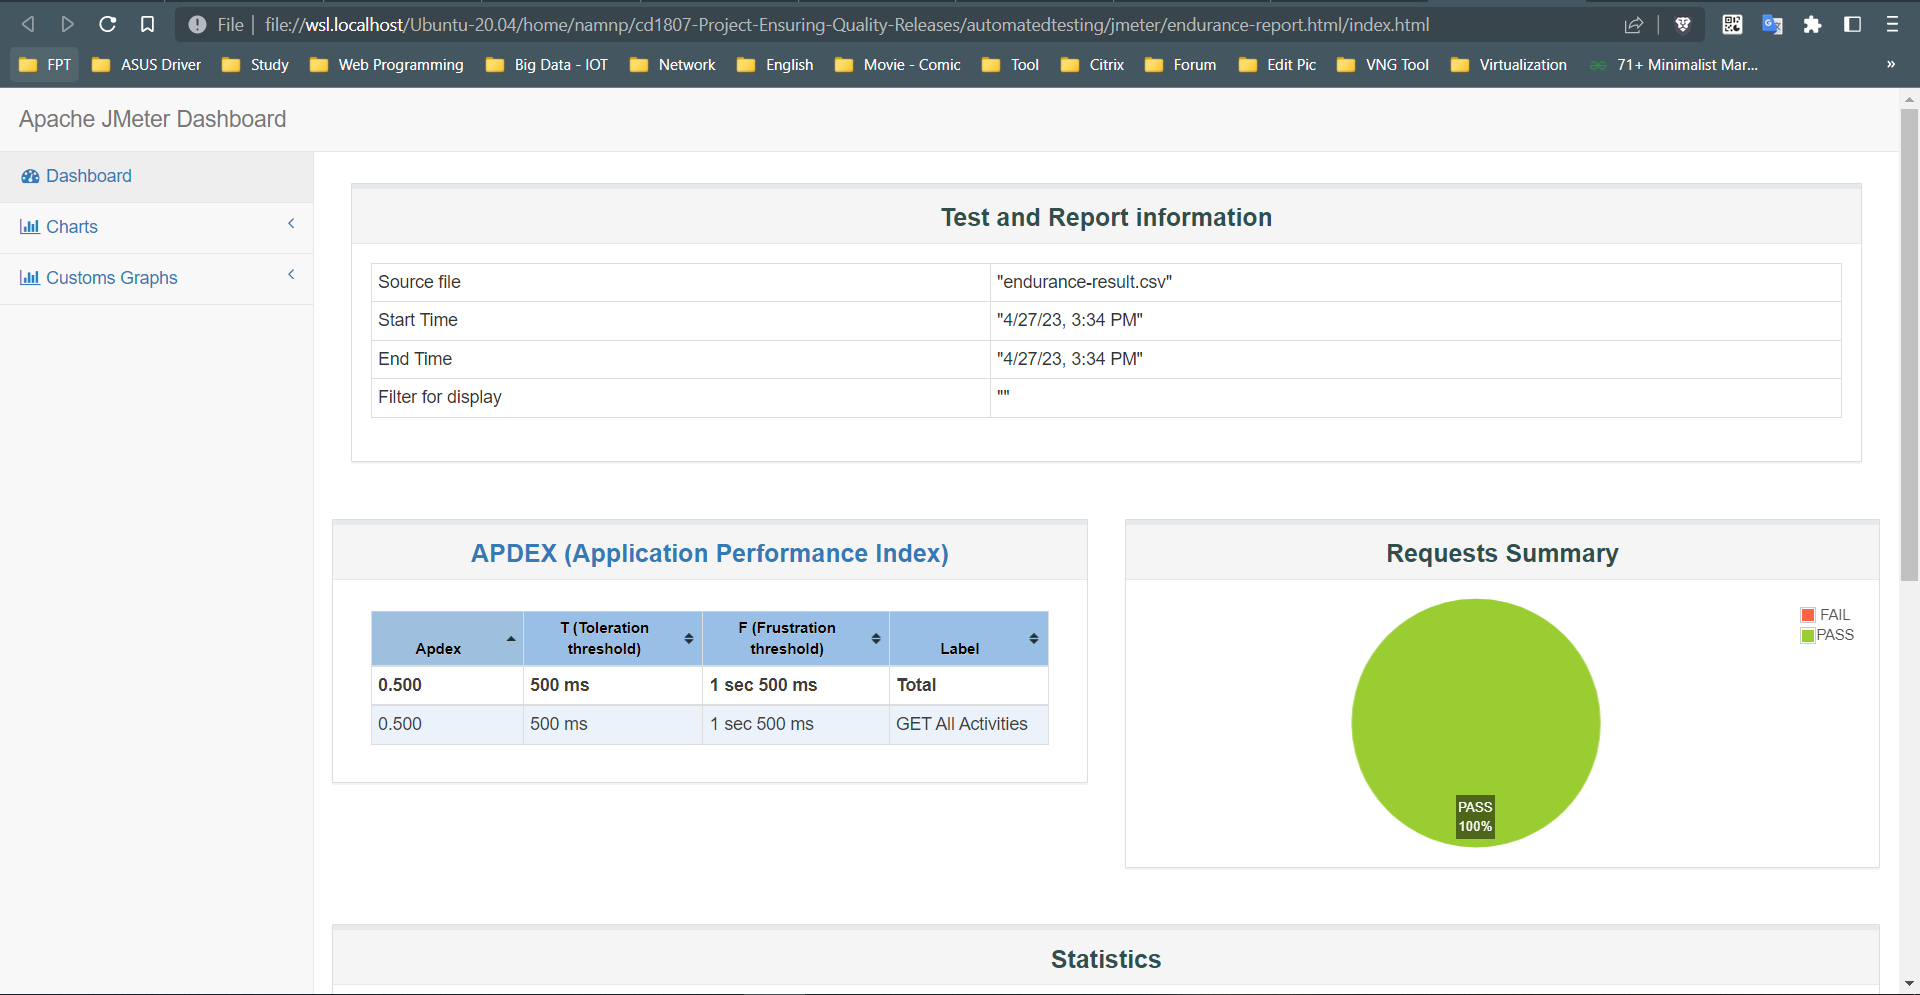 File | file://wsl.localhost/Ubuntu-20.04/home/namnp/cd1807-Project-Ensuring-Quality-Releases/automatedtesting/jmeter/endurance-report.html/index.html
FPT ASUS Driver Study Web Programming Big Data - IOT Network English Movie - Comic Tool Citrix Forum Edit Pic VNG Tool Virtualization 71+ Minimalist Mar... »
Apache JMeter Dashboard
Dashboard
Charts
Customs Graphs
Test and Report information
Source file "endurance-result.csv"
Start Time "4/27/23, 3:34 PM"
End Time "4/27/23, 3:34 PM"
Filter for display ""
APDEX (Application Performance Index)
Apdex T (Toleration threshold) F (Frustration threshold) Label
0.500 500 ms 1 sec 500 ms Total
0.500 500 ms 1 sec 500 ms GET All Activities
Requests Summary
FAIL
PASS
PASS
100%
Statistics